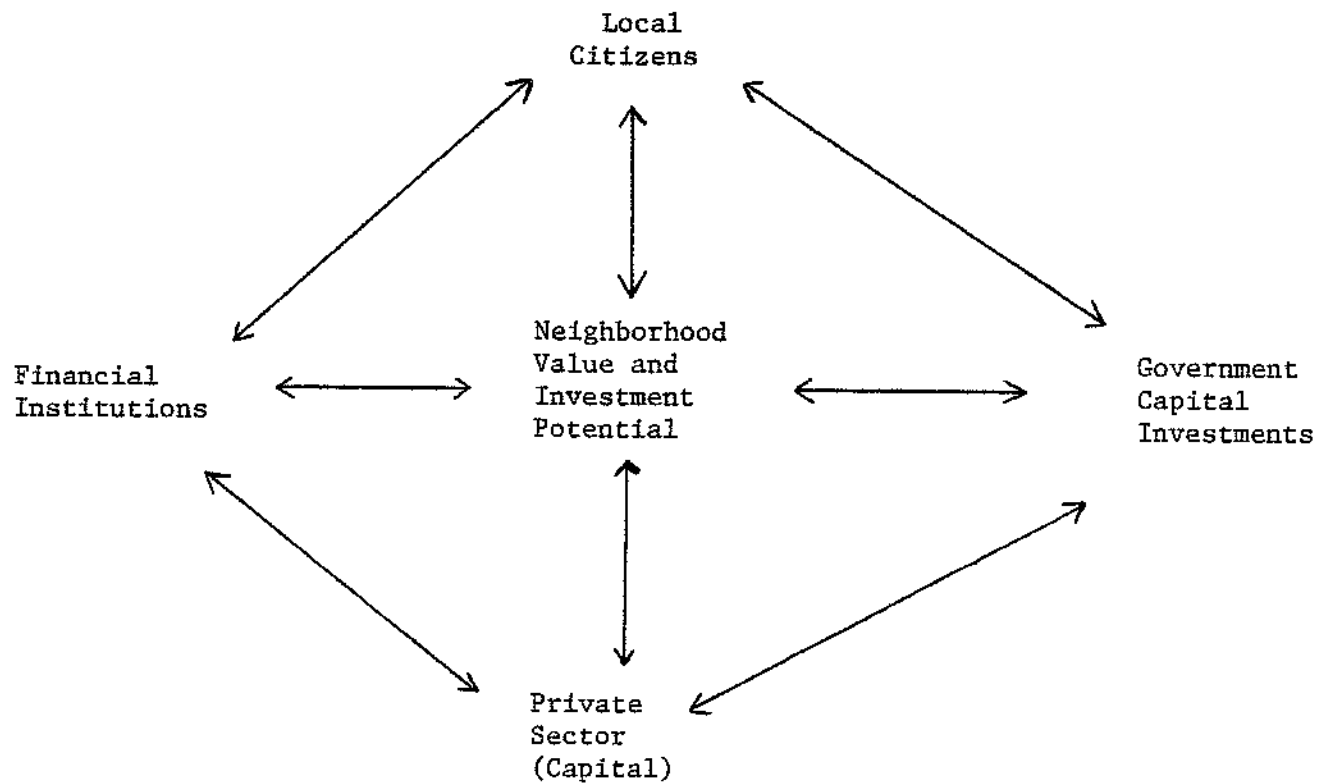 Local
Citizens
Neighborhood
Value and
Investment
Potential
Financial
Institutions
Government
Capital
Investments
Private
Sector
(Capital)